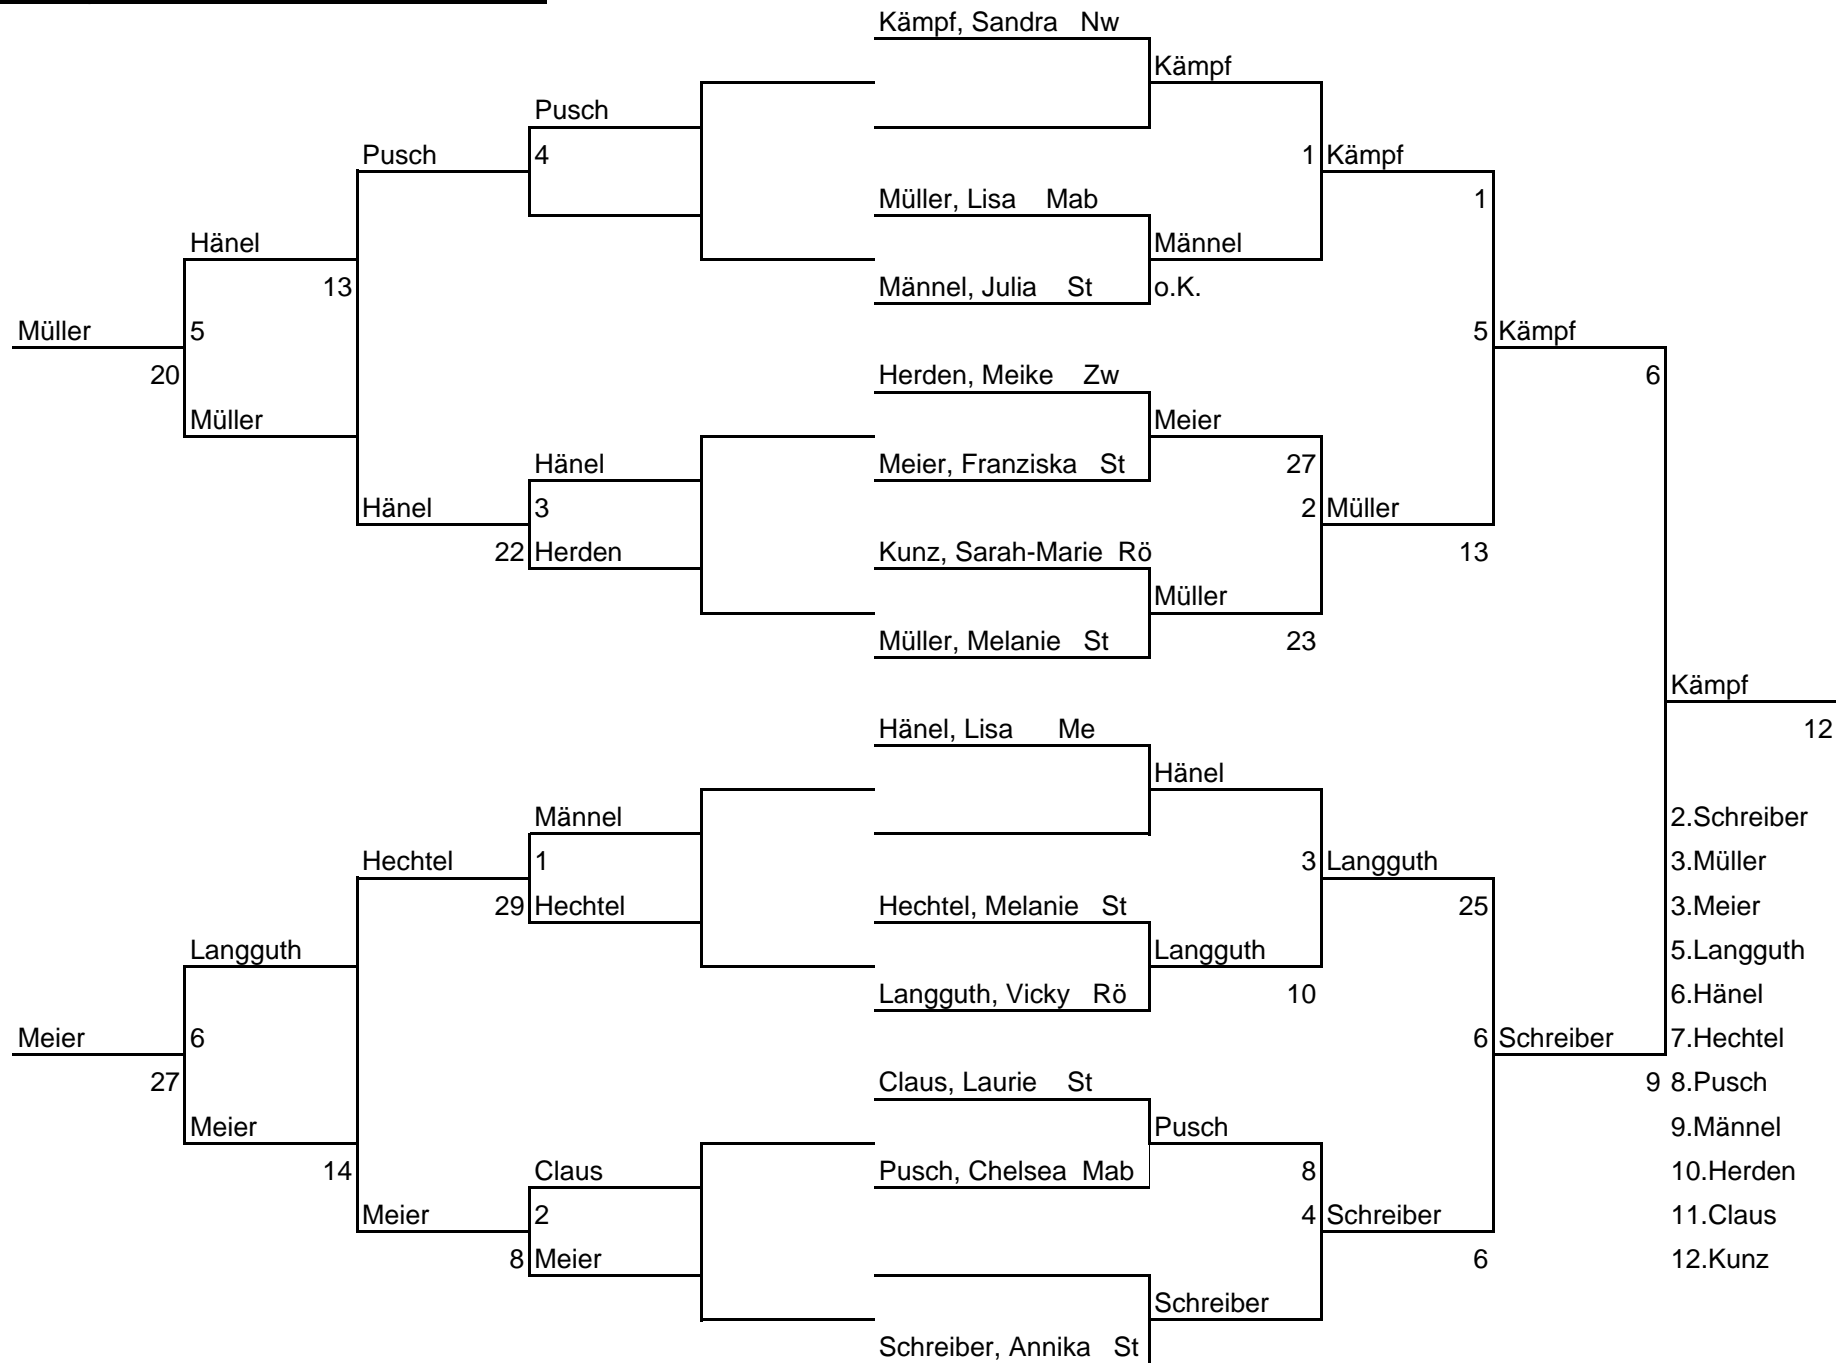 Kämpf, Sandra Nw
Kämpf
Pusch
Pusch 4 1 Kämpf
Müller, Lisa Mab 1
Hänel Männel
13 Männel, Julia St o.K.
Müller 5 5 Kämpf
20 Herden, Meike Zw 6
Müller Meier
Hänel Meier, Franziska St 27
Hänel 3 2 Müller
22 Herden Kunz, Sarah-Marie Rö 13
Müller
Müller, Melanie St 23
Kämpf
Hänel, Lisa Me 12
Hänel
Männel 2.Schreiber
Hechtel 1 3 Langguth 3.Müller
29 Hechtel Hechtel, Melanie St 25 3.Meier
Langguth Langguth 5.Langguth
Langguth, Vicky Rö 10 6.Hänel
Meier 6 6 Schreiber 7.Hechtel
27 Claus, Laurie St 9 8.Pusch
Meier Pusch 9.Männel
14 Claus Pusch, Chelsea Mab 8 10.Herden
Meier 2 4 Schreiber 11.Claus
8 Meier 6 12.Kunz
Schreiber
Schreiber, Annika St